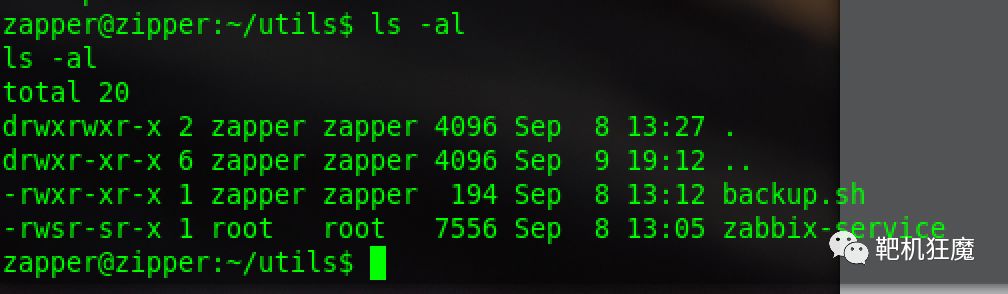 zapper@zipper:~/utils$ ls -al
ls -al
total 20
drwxrwxr-x 2 zapper zapper 4096 Sep  8 13:27 .
drwxr-xr-x 6 zapper zapper 4096 Sep  9 19:12 ..
-rwxr-xr-x 1 zapper zapper  194 Sep  8 13:12 backup.sh
-rwsr-sr-x 1 root   root   7556 Sep  8 13:05 zabbix-service
zapper@zipper:~/utils$
靶机狂魔